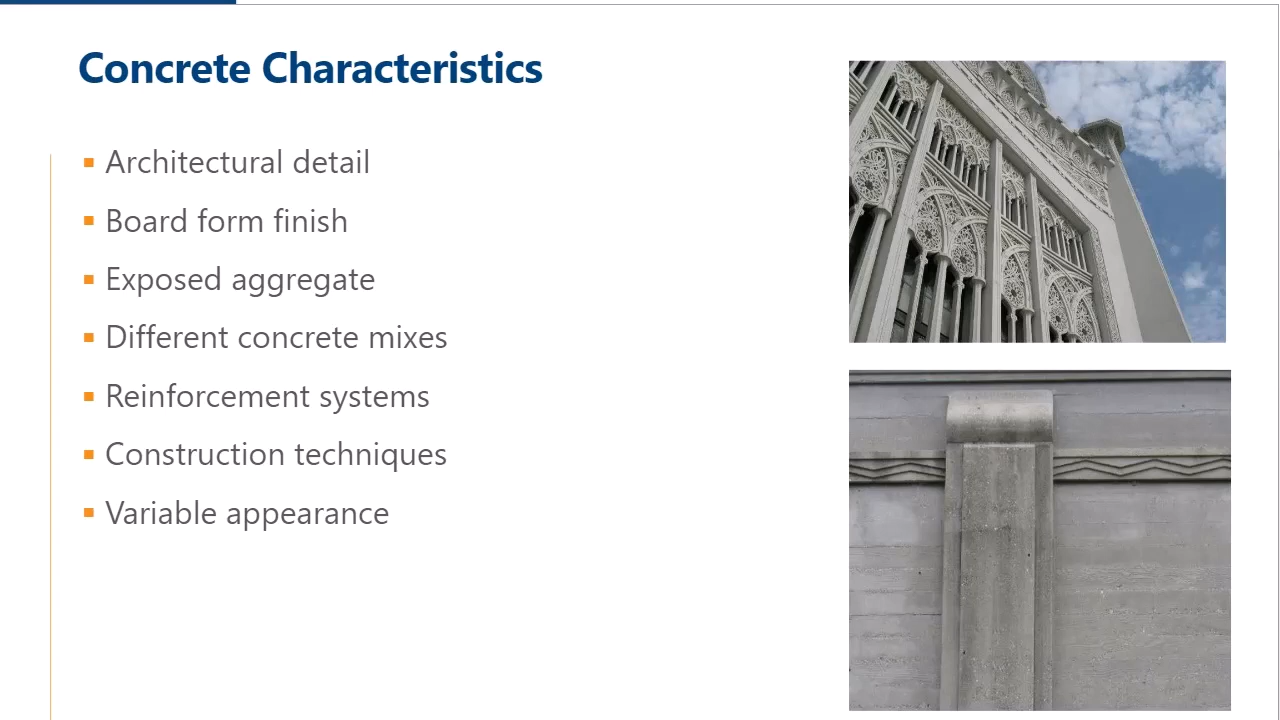 Concrete Characteristics
Architectural detail
Board form finish
Exposed aggregate
Different concrete mixes
Reinforcement systems
Construction techniques
Variable appearance